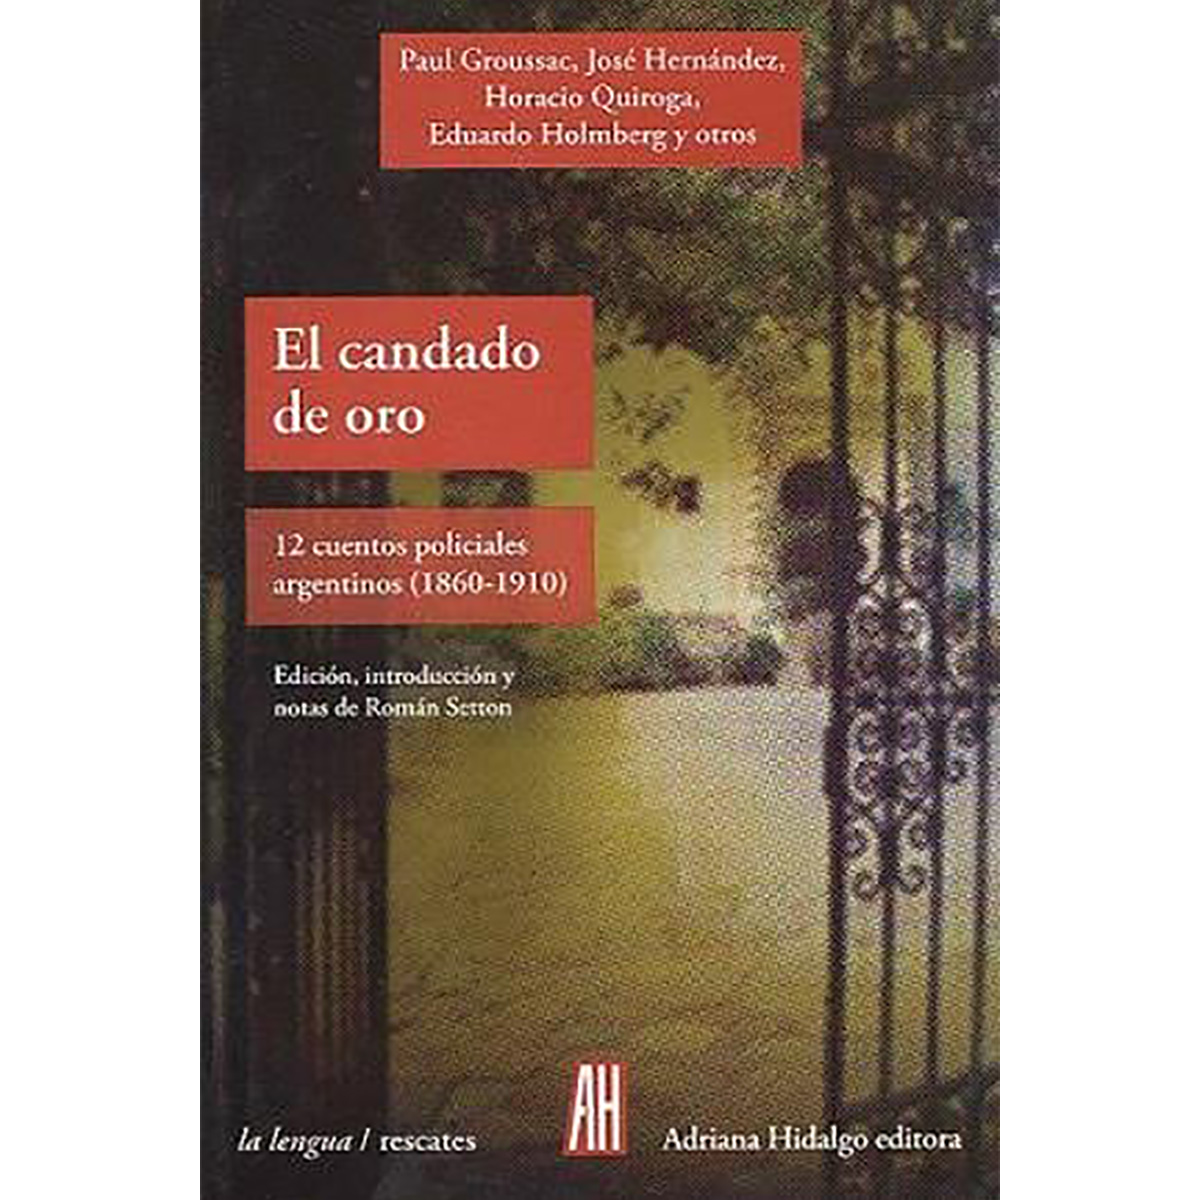 Paul Groussac, José Hernández,
Horacio Quiroga,
Eduardo Holmberg y otros
El candado
de oro
12 cuentos policiales
argentinos (1860-1910)
Edición, introducción y
notas de Román Setton
la lengua / rescates
AH
Adriana Hidalgo editora